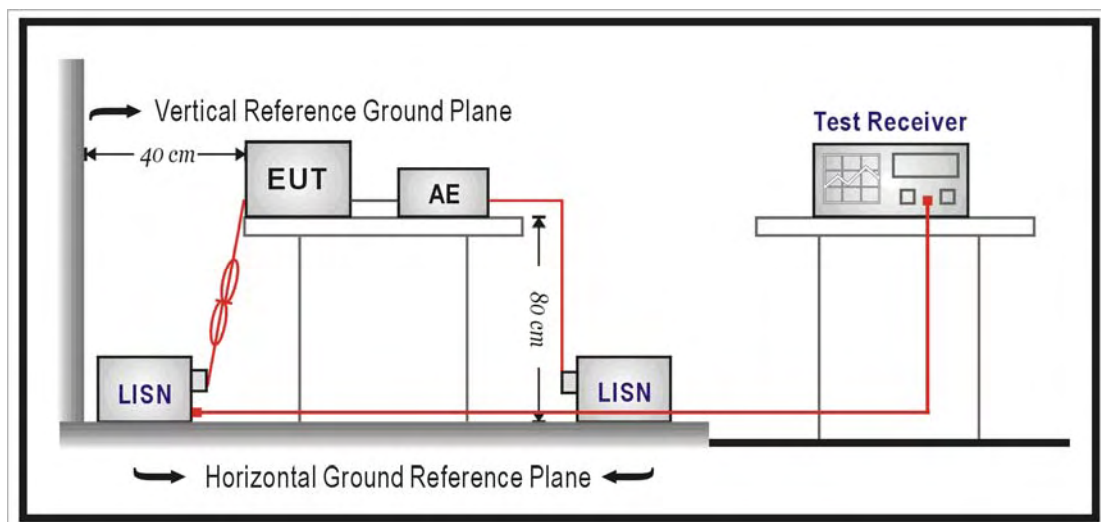 Vertical Reference Ground Plane
Test Receiver
40 cm
EUT
AE
80 cm
LISN
LISN
Horizontal Ground Reference Plane